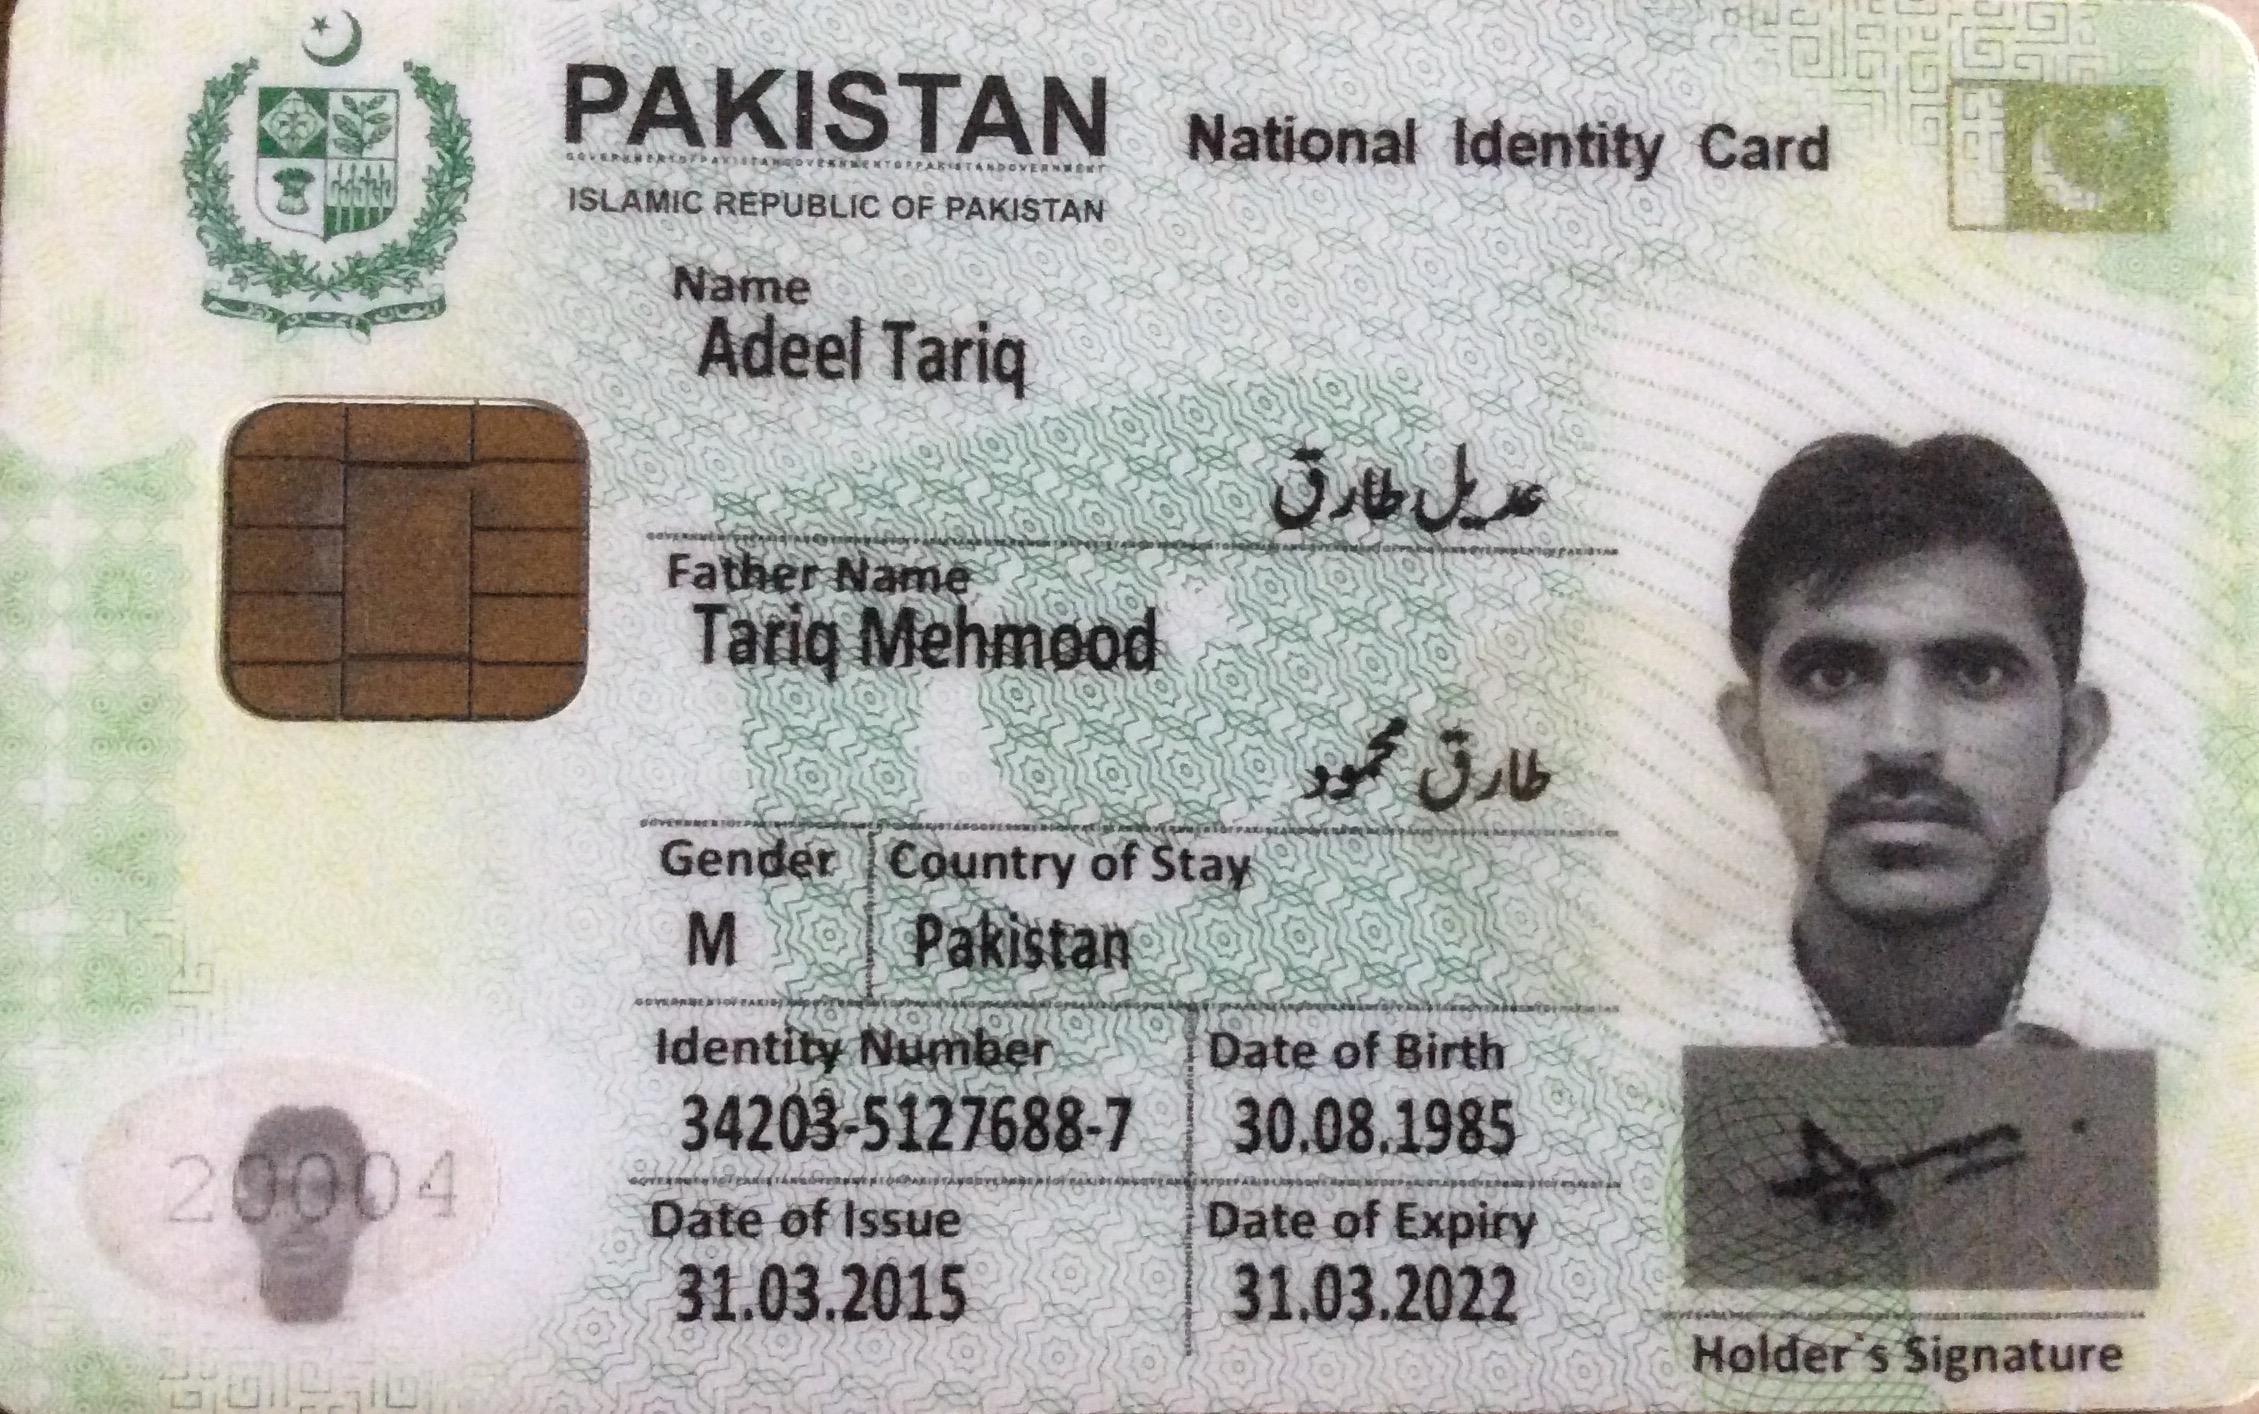 PAKISTAN
National Identity Card
ISLAMIC REPUBLIC OF PAKISTAN
Name
Adeel Tariq
عدیل طارق
Father Name
Tariq Mehmood
طارق محمود
Gender
Country of Stay
M
Pakistan
Identity Number
Date of Birth
34203-5127688-7
30.08.1985
Date of Issue
Date of Expiry
31.03.2015
31.03.2022
Holder's Signature